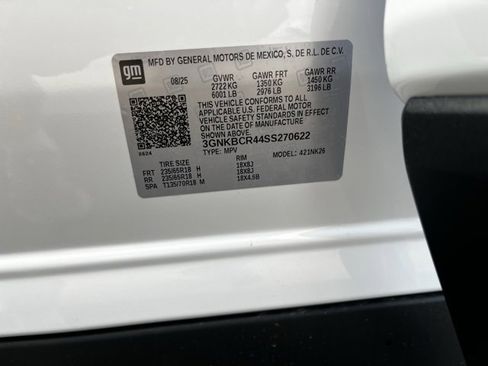 MFD BY GENERAL MOTORS DE MEXICO, S. DE R.L. DE C.V.
gm
08/25 GVWR GAWR FRT GAWR RR
2722 KG 1350 KG 1450 KG
6001 LB 2976 LB 3196 LB
THIS VEHICLE CONFORMS TO ALL
APPLICABLE U.S. FEDERAL MOTOR
VEHICLE SAFETY AND THEFT PREVENTION
STANDARDS IN EFFECT ON THE DATE OF MANUFACTURE
SHOWN ABOVE.
3GNKBCR44SS270622
TYPE: MPV MODEL: 421NK26
TIRE SIZE RIM
FRT 235/65R18 H 18X8J
RR 235/65R18 H 18X8J
SPA T135/70R18 M 18X4.5B